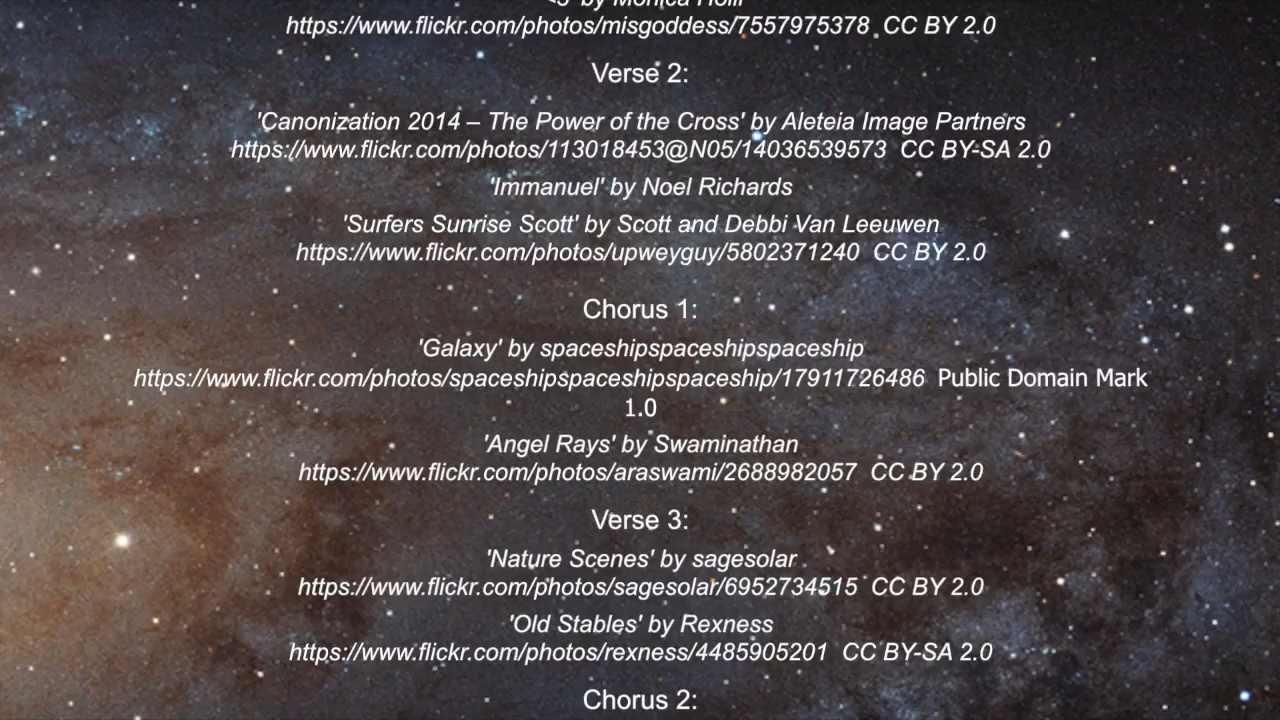 by Monica Holli
https://www.flickr.com/photos/misgoddess/7557975378 CC BY 2.0
Verse 2:
'Canonization 2014 – The Power of the Cross' by Aleteia Image Partners
https://www.flickr.com/photos/113018453@N05/14036539573 CC BY-SA 2.0
'Immanuel' by Noel Richards
'Surfers Sunrise Scott' by Scott and Debbi Van Leeuwen
https://www.flickr.com/photos/upweyguy/5802371240 CC BY 2.0
Chorus 1:
'Galaxy' by spaceshipspaceshipspaceship
https://www.flickr.com/photos/spaceshipspaceshipspaceship/17911726486 Public Domain Mark
1.0
'Angel Rays' by Swaminathan
https://www.flickr.com/photos/araswami/2688982057 CC BY 2.0
Verse 3:
'Nature Scenes' by sagesolar
https://www.flickr.com/photos/sagesolar/6952734515 CC BY 2.0
'Old Stables' by Rexness
https://www.flickr.com/photos/rexness/4485905201 CC BY-SA 2.0
Chorus 2: